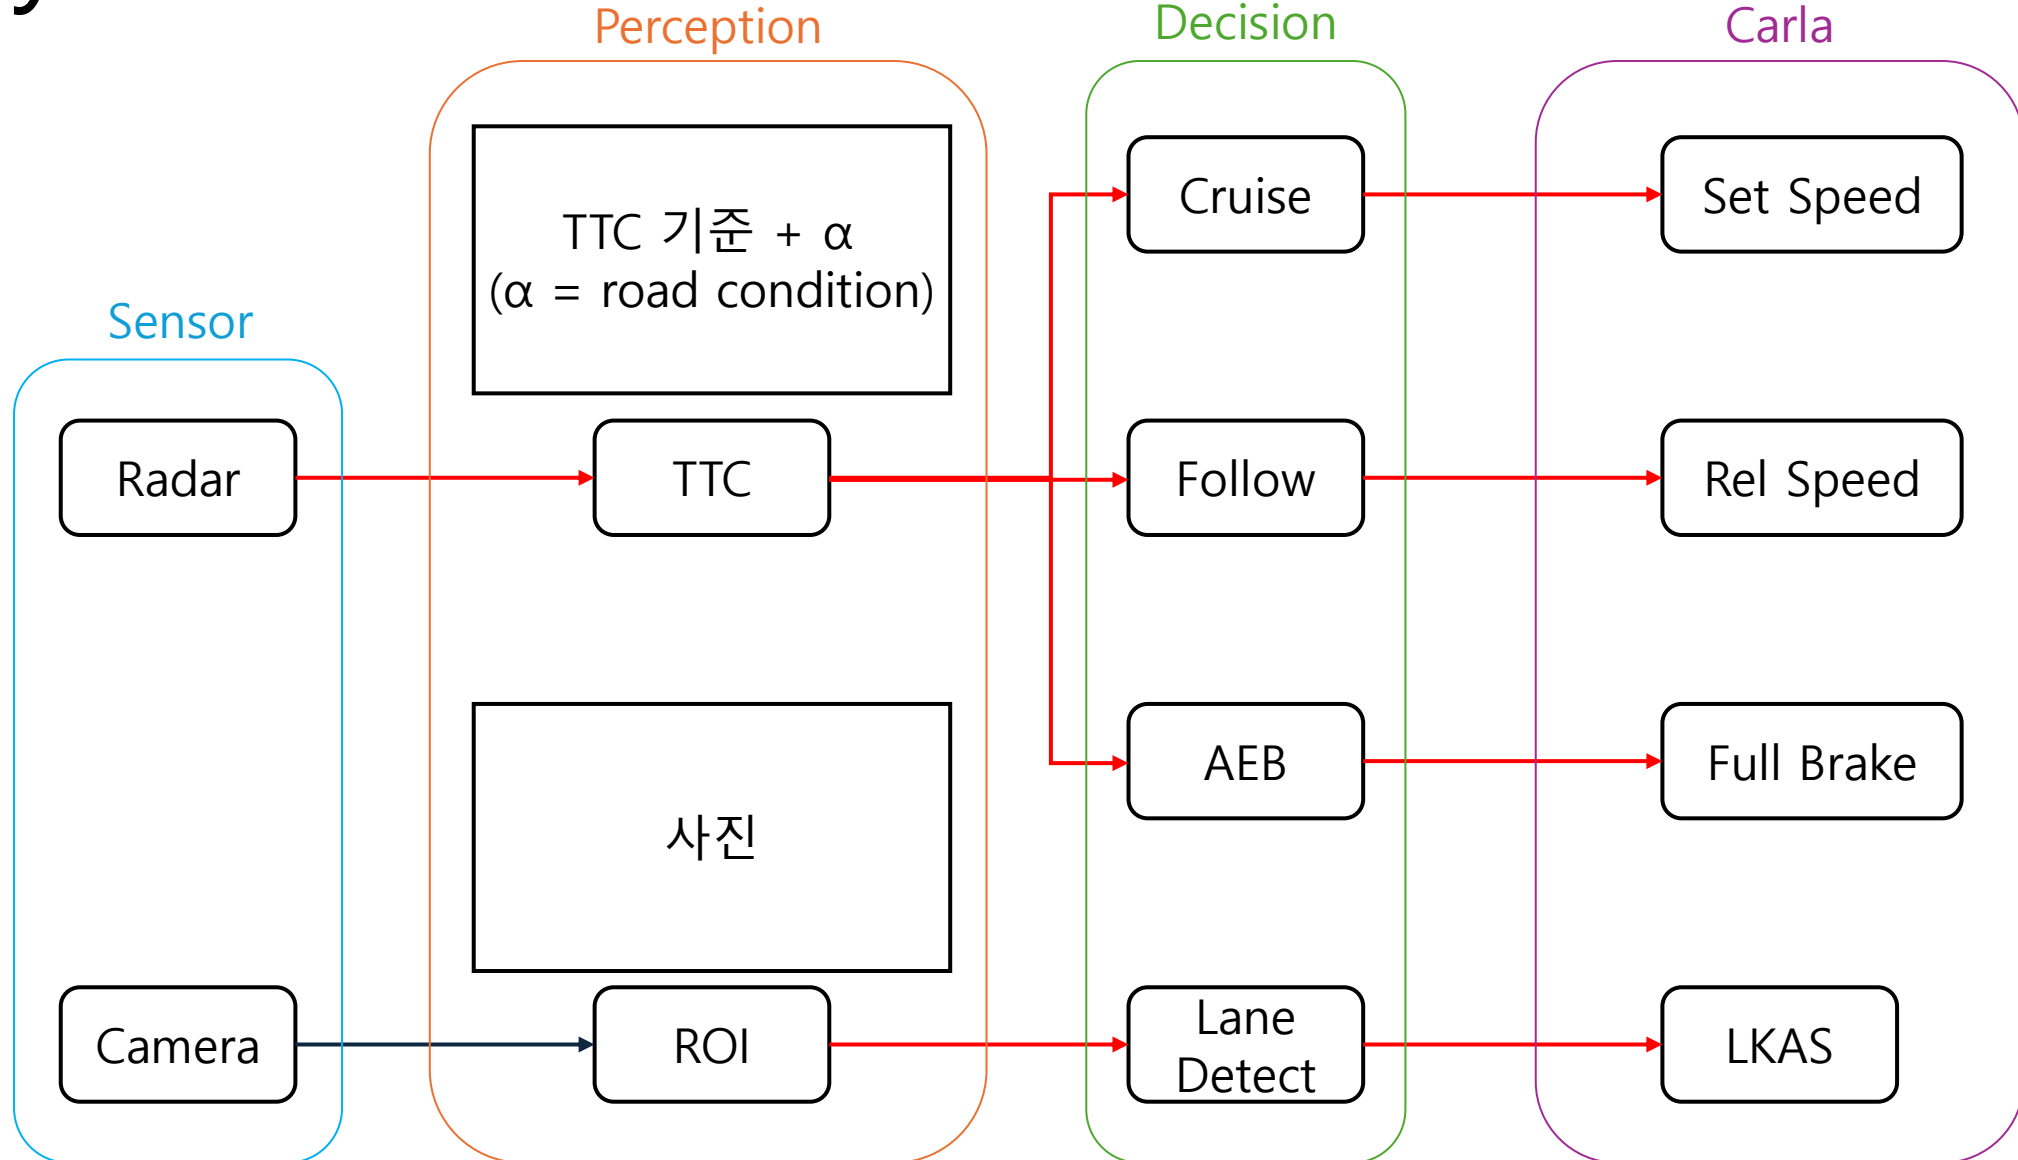 Perception
Decision
Carla
Sensor
TTC 기준 + α
(α = road condition)
Cruise
Set Speed
Radar
TTC
Follow
Rel Speed
사진
AEB
Full Brake
Camera
ROI
Lane
Detect
LKAS